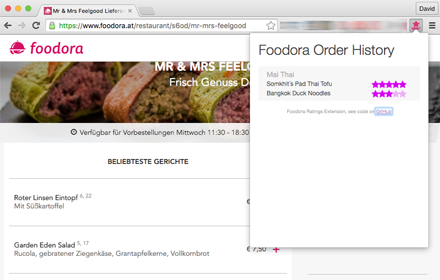 Mr & Mrs Feelgood Liefers
David
https://www.foodora.at/restaurant/s6od/mr-mrs-feelgood
foodora
MR & MRS FEELG
Frisch Genuss D
Verfügbar für Vorbestellungen Mittwoch 11:30 - 18:30
BELIEBTESTE GERICHTE
Roter Linsen Eintopf 6, 22
Mit Süßkartoffel
€
Garden Eden Salad 5, 17
Rucola, gebratener Ziegenkäse, Grantapfelkerne, Vollkornbrot
€ 7,50 +
Foodora Order History
Mai Thai
Somkhit's Pad Thai Tofu
Bangkok Duck Noodles
Foodora Ratings Extension, see code on GitHub